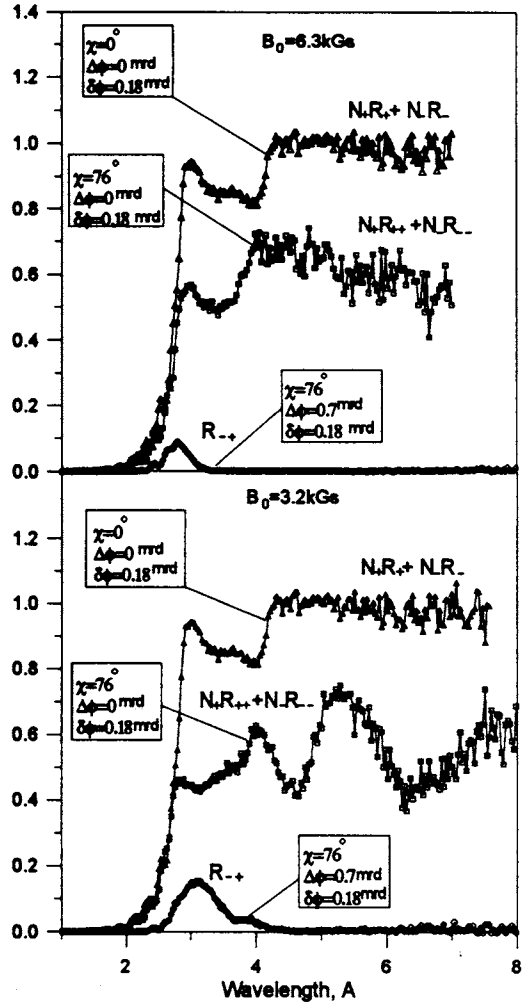 1.4
B₀=6.3kGs
χ=0°
Δϕ=0 mrd
δϕ=0.18 mrd
1.2
N₊R₊+ N₋R₋
1.0
χ=76°
Δϕ=0 mrd
δϕ=0.18 mrd
0.8
N₊R₊₊ +N₋R₋₋
0.6
0.4
χ=76°
Δϕ=0.7 mrd
δϕ=0.18 mrd
R₋₊
0.2
0.0
B₀=3.2kGs
χ=0°
Δϕ=0 mrd
δϕ=0.18 mrd
1.2
N₊R₊+ N₋R₋
1.0
0.8
χ=76°
Δϕ=0 mrd
δϕ=0.18 mrd
N₊R₊₊ +N₋R₋₋
0.6
0.4
χ=76°
Δϕ=0.7 mrd
δϕ=0.18 mrd
R₋₊
0.2
0.0
2 4 6 8
Wavelength, A